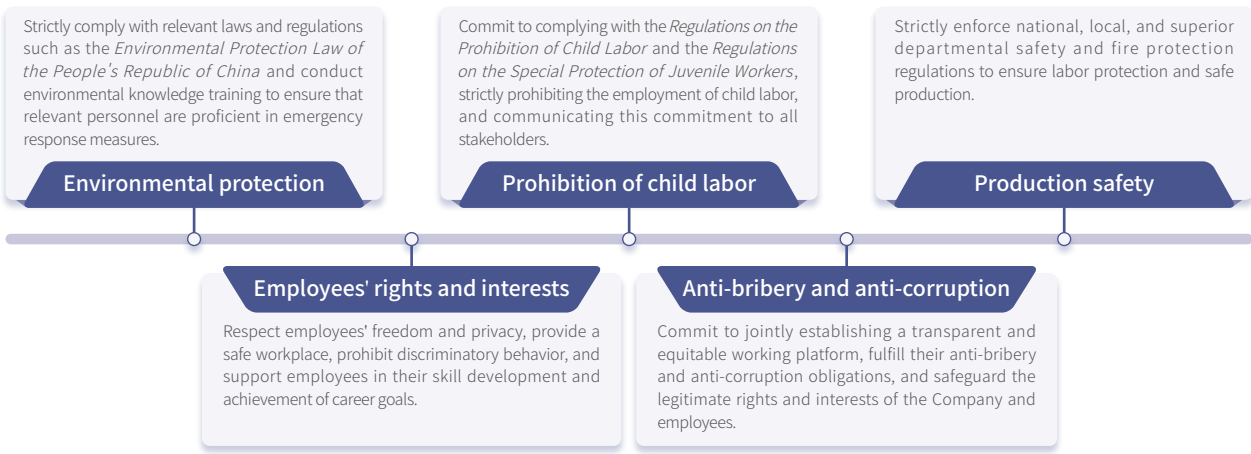 Strictly comply with relevant laws and regulations
such as the Environmental Protection Law of
the People's Republic of China and conduct
environmental knowledge training to ensure that
relevant personnel are proficient in emergency
response measures.
Environmental protection
Commit to complying with the Regulations on the
Prohibition of Child Labor and the Regulations
on the Special Protection of Juvenile Workers,
strictly prohibiting the employment of child labor,
and communicating this commitment to all
stakeholders.
Prohibition of child labor
Strictly enforce national, local, and superior
departmental safety and fire protection
regulations to ensure labor protection and safe
production.
Production safety
Employees' rights and interests
Respect employees' freedom and privacy, provide a
safe workplace, prohibit discriminatory behavior, and
support employees in their skill development and
achievement of career goals.
Anti-bribery and anti-corruption
Commit to jointly establishing a transparent and
equitable working platform, fulfill their anti-bribery
and anti-corruption obligations, and safeguard the
legitimate rights and interests of the Company and
employees.